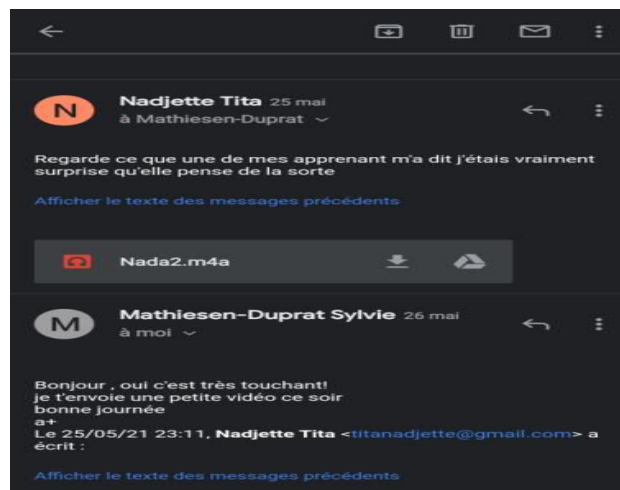 N
Nadjette Tita 25 mai
à Mathiesen-Duprat
Regarde ce que une de mes apprenant m'a dit j'étais vraiment
surprise qu'elle pense de la sorte
Afficher le texte des messages précédents
Nada2.m4a
M
Mathiesen-Duprat Sylvie 26 mai
à moi
Bonjour , oui c'est très touchant!
je t'envoie une petite vidéo ce soir
bonne journée
a+
Le 25/05/21 23:11, Nadjette Tita <titanadjette@gmail.com> a
écrit :
Afficher le texte des messages précédents